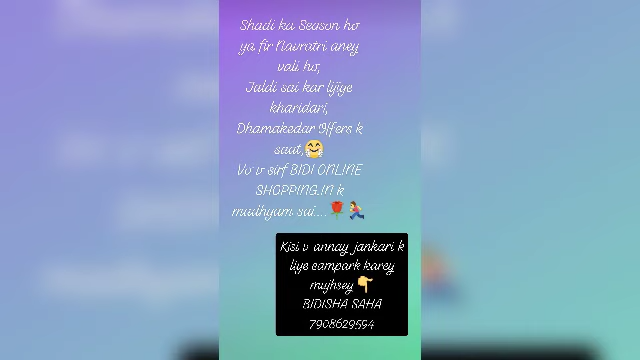 Shadi ka Season ho
ya fir Navratri aney
vali ho,
Jaldi sai kar lijiye
kharidari,
Dhamakedar Offers k
saat,🤗
Vo v sirf BIDI ONLINE
SHOPPING.IN k
madhyam sai....🌹🏃‍♀️
Kisi v annay jankari k
liye sampark karey
mujhsey 👇
BIDISHA SAHA
7908629594